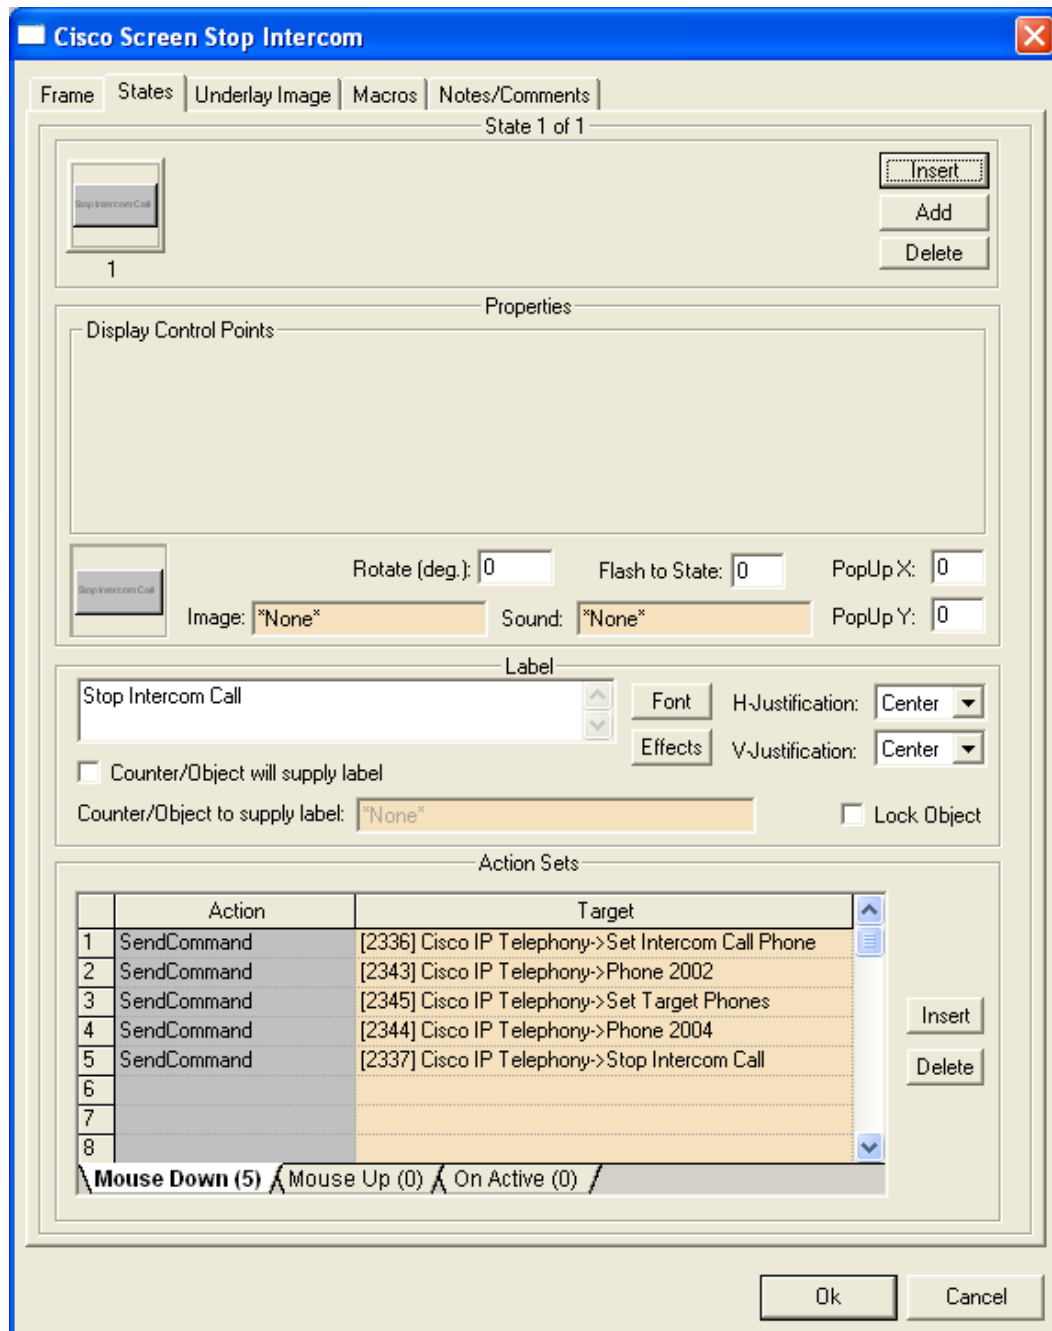 Cisco Screen Stop Intercom
Frame States Underlay Image Macros Notes/Comments
State 1 of 1
Stop Intercom Call
Insert
Add
Delete
1
Properties
Display Control Points
Stop Intercom Call
Rotate (deg.): 0 Flash to State: 0 PopUp X: 0
Image: *None* Sound: *None* PopUp Y: 0
Label
Stop Intercom Call
Font H-Justification: Center
Effects V-Justification: Center
Counter/Object will supply label
Counter/Object to supply label: *None* Lock Object
Action Sets
Action Target
1 SendCommand [2336] Cisco IP Telephony->Set Intercom Call Phone
2 SendCommand [2343] Cisco IP Telephony->Phone 2002
3 SendCommand [2345] Cisco IP Telephony->Set Target Phones
4 SendCommand [2344] Cisco IP Telephony->Phone 2004
5 SendCommand [2337] Cisco IP Telephony->Stop Intercom Call
6
7
8
Insert
Delete
Mouse Down (5) Mouse Up (0) On Active (0)
Ok Cancel